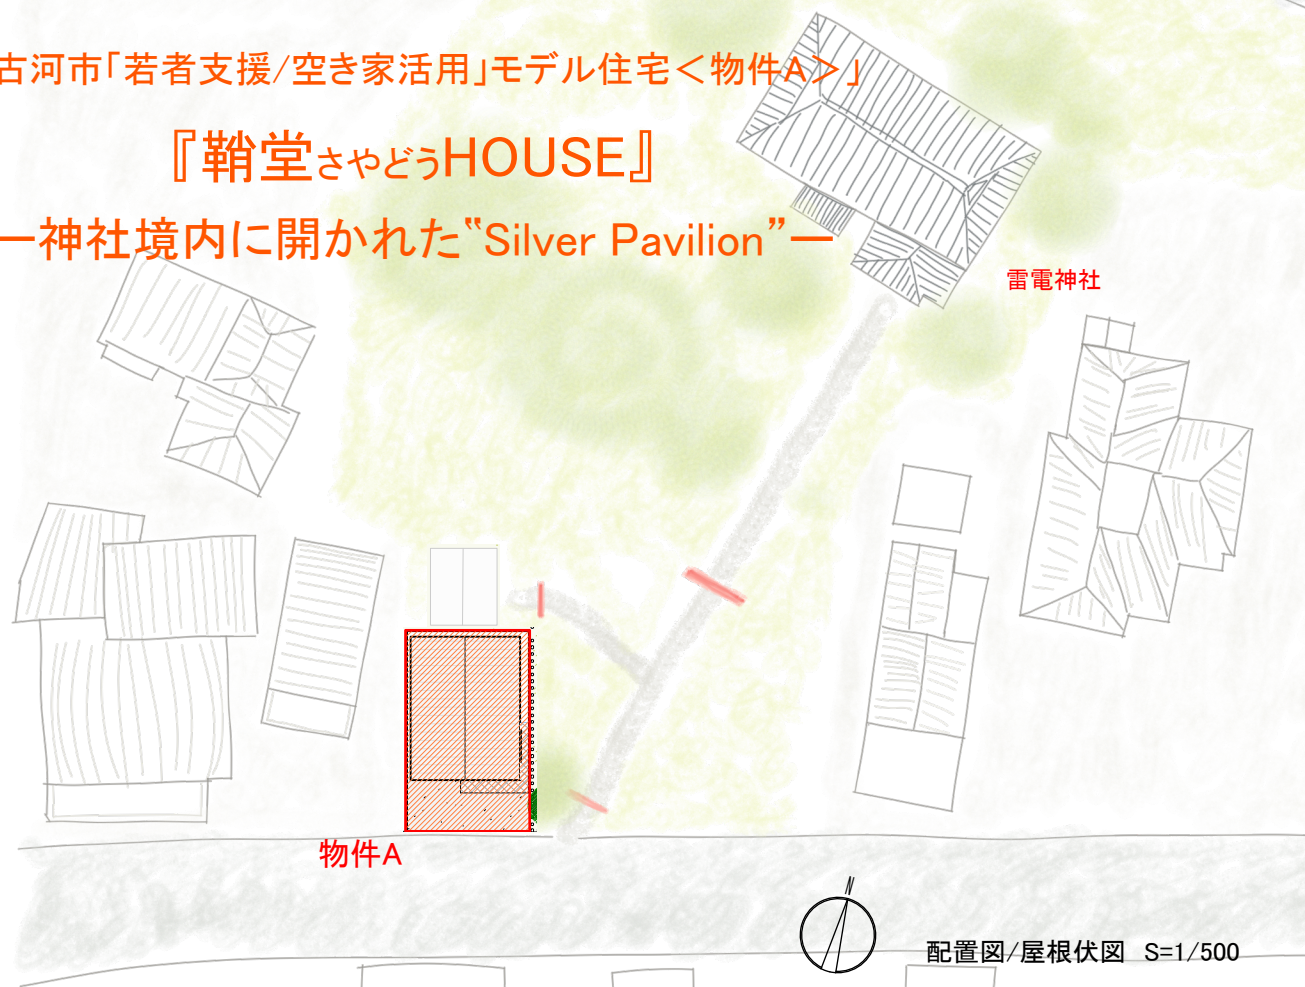 古河市「若者支援/空き家活用」モデル住宅＜物件A＞」
『鞘堂さやどうHOUSE』
ー神社境内に開かれた“Silver Pavilion”ー
雷電神社
物件A
配置図/屋根伏図 S=1/500